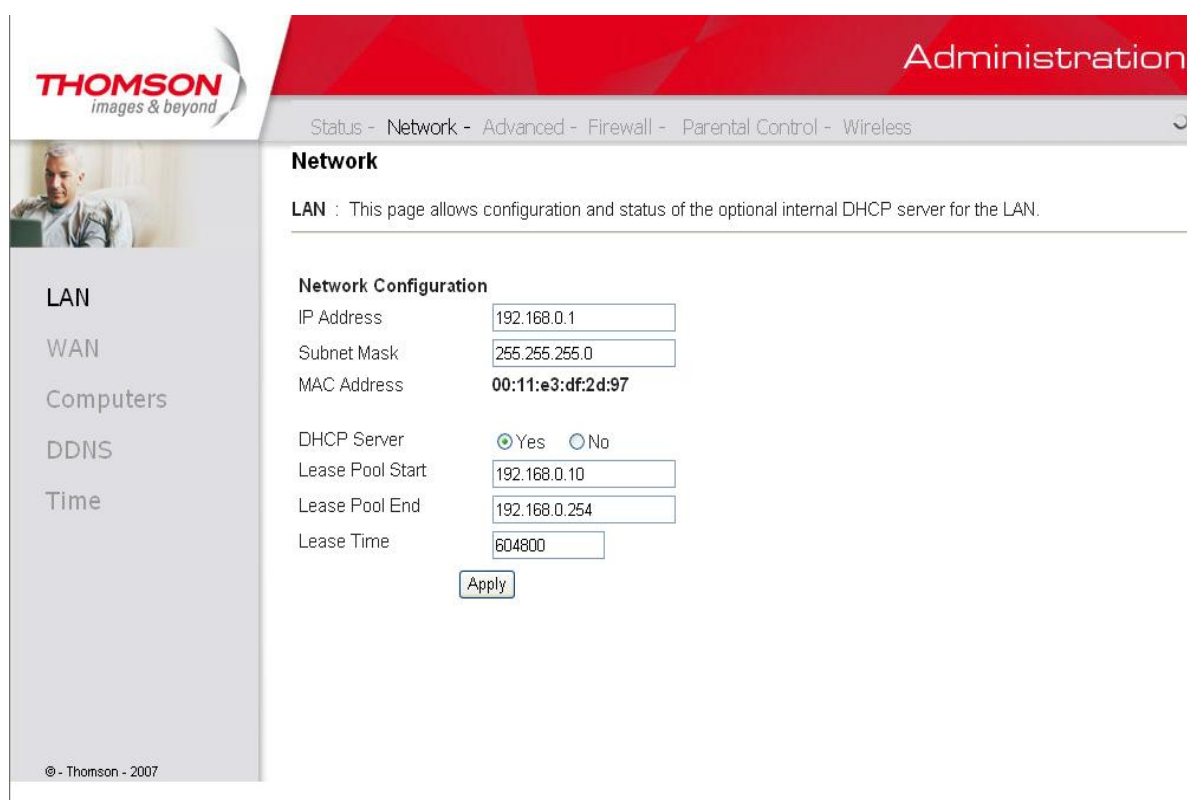 THOMSON
images & beyond
Administration
Status - Network - Advanced - Firewall - Parental Control - Wireless
Network
LAN : This page allows configuration and status of the optional internal DHCP server for the LAN.
LAN
WAN
Computers
DDNS
Time
Network Configuration
IP Address 192.168.0.1
Subnet Mask 255.255.255.0
MAC Address 00:11:e3:df:2d:97
DHCP Server Yes No
Lease Pool Start 192.168.0.10
Lease Pool End 192.168.0.254
Lease Time 604800
Apply
© - Thomson - 2007